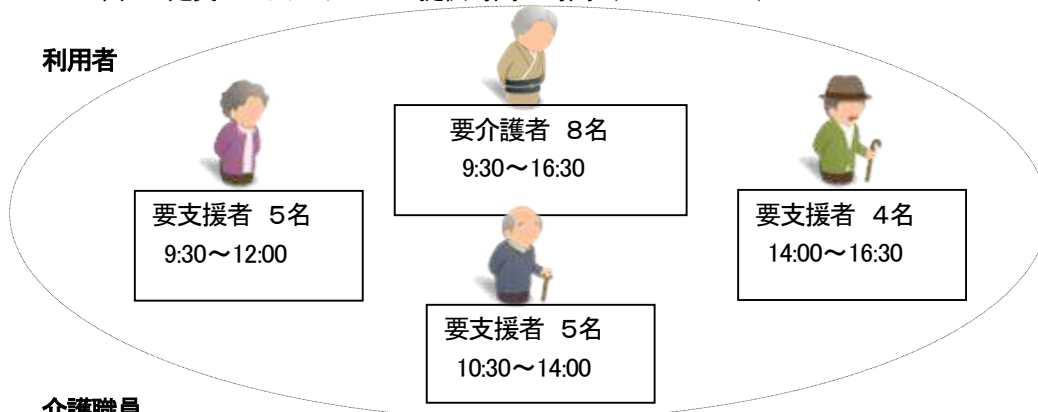 利用者
要介護者 8名
9:30～16:30
要支援者 5名
9:30～12:00
要支援者 4名
14:00～16:30
要支援者 5名
10:30～14:00
介護職員